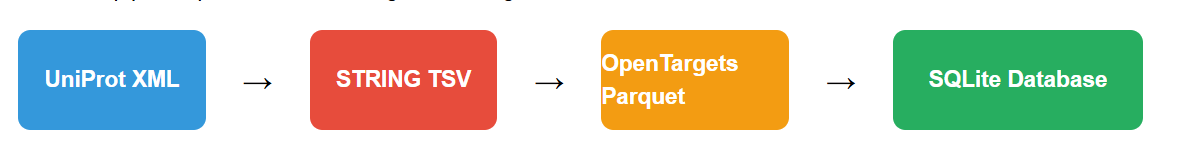 UniProt XML
→
STRING TSV
→
OpenTargets
Parquet
→
SQLite Database